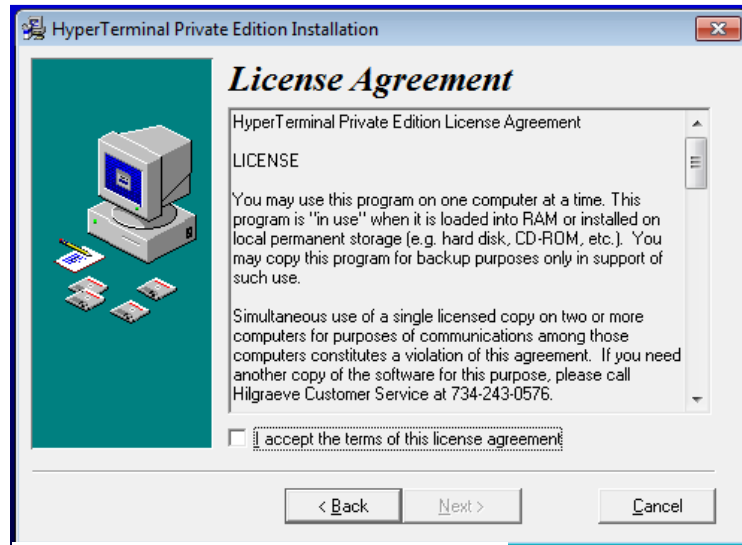 HyperTerminal Private Edition Installation
License Agreement
HyperTerminal Private Edition License Agreement
LICENSE
You may use this program on one computer at a time. This
program is "in use" when it is loaded into RAM or installed on
local permanent storage (e.g. hard disk, CD-ROM, etc.). You
may copy this program for backup purposes only in support of
such use.
Simultaneous use of a single licensed copy on two or more
computers for purposes of communications among those
computers constitutes a violation of this agreement. If you need
another copy of the software for this purpose, please call
Hilgraeve Customer Service at 734-243-0576.
I accept the terms of this license agreement
< Back
Next >
Cancel